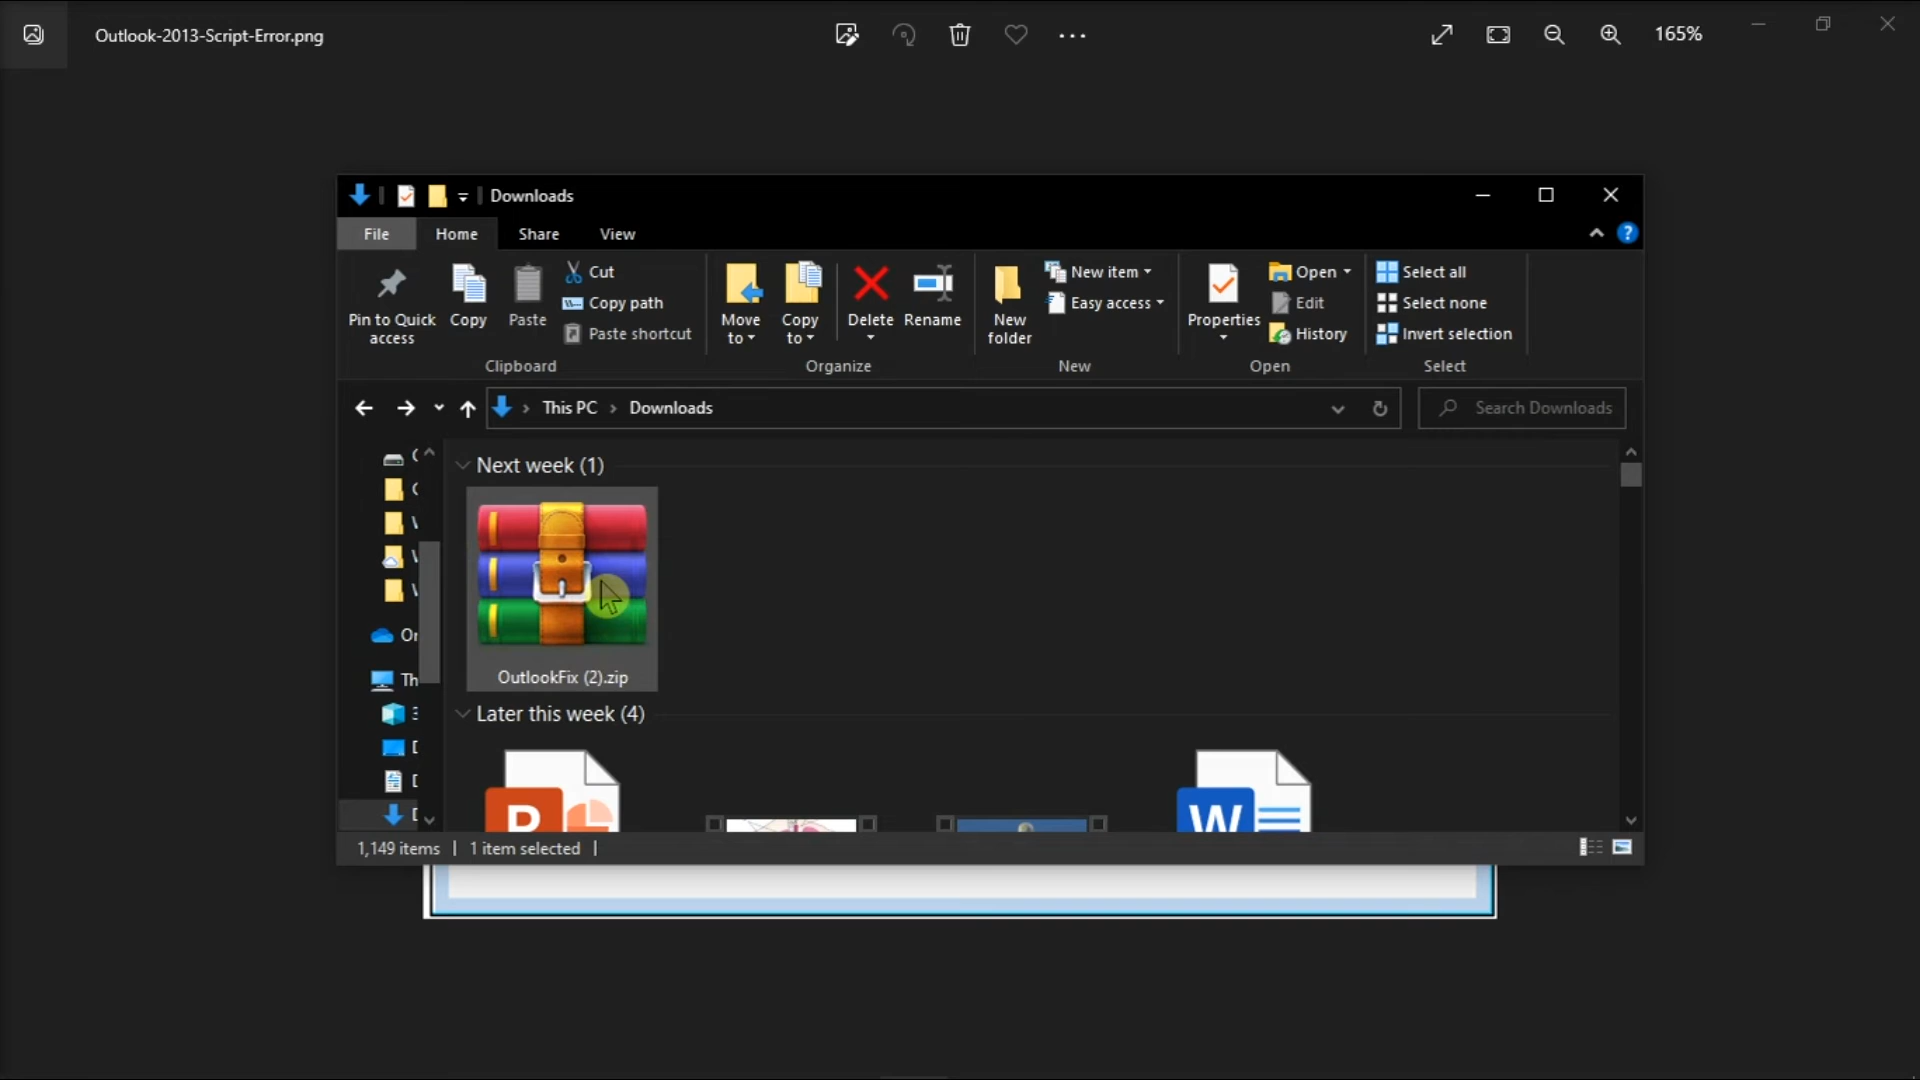 Outlook-2013-Script-Error.png
165%
Downloads
File Home Share View
Pin to Quick access
Copy
Paste
Cut
Copy path
Paste shortcut
Clipboard
Move to
Copy to
Delete
Rename
Organize
New folder
New item
Easy access
New
Properties
Open
Edit
History
Open
Select all
Select none
Invert selection
Select
This PC Downloads
Search Downloads
Next week (1)
OutlookFix (2).zip
Later this week (4)
P
W
1,149 items 1 item selected